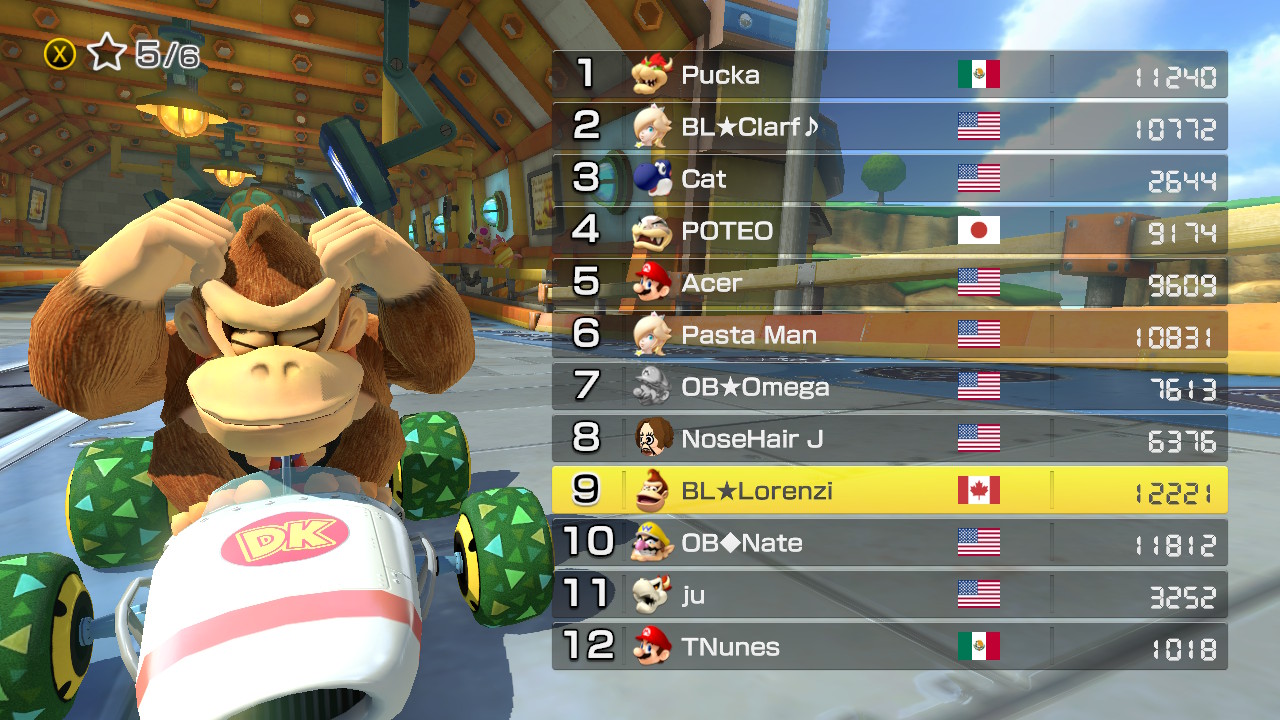 X ☆ 5/6
1 Pucka 11240
2 BL★Clarf♪ 10772
3 Cat 2644
4 POTEO 9174
5 Acer 9609
6 Pasta Man 10831
7 OB★Omega 7613
8 NoseHair J 6376
9 BL★Lorenzi 12221
10 OB◆Nate 11812
11 ju 3252
12 TNunes 1018
DK